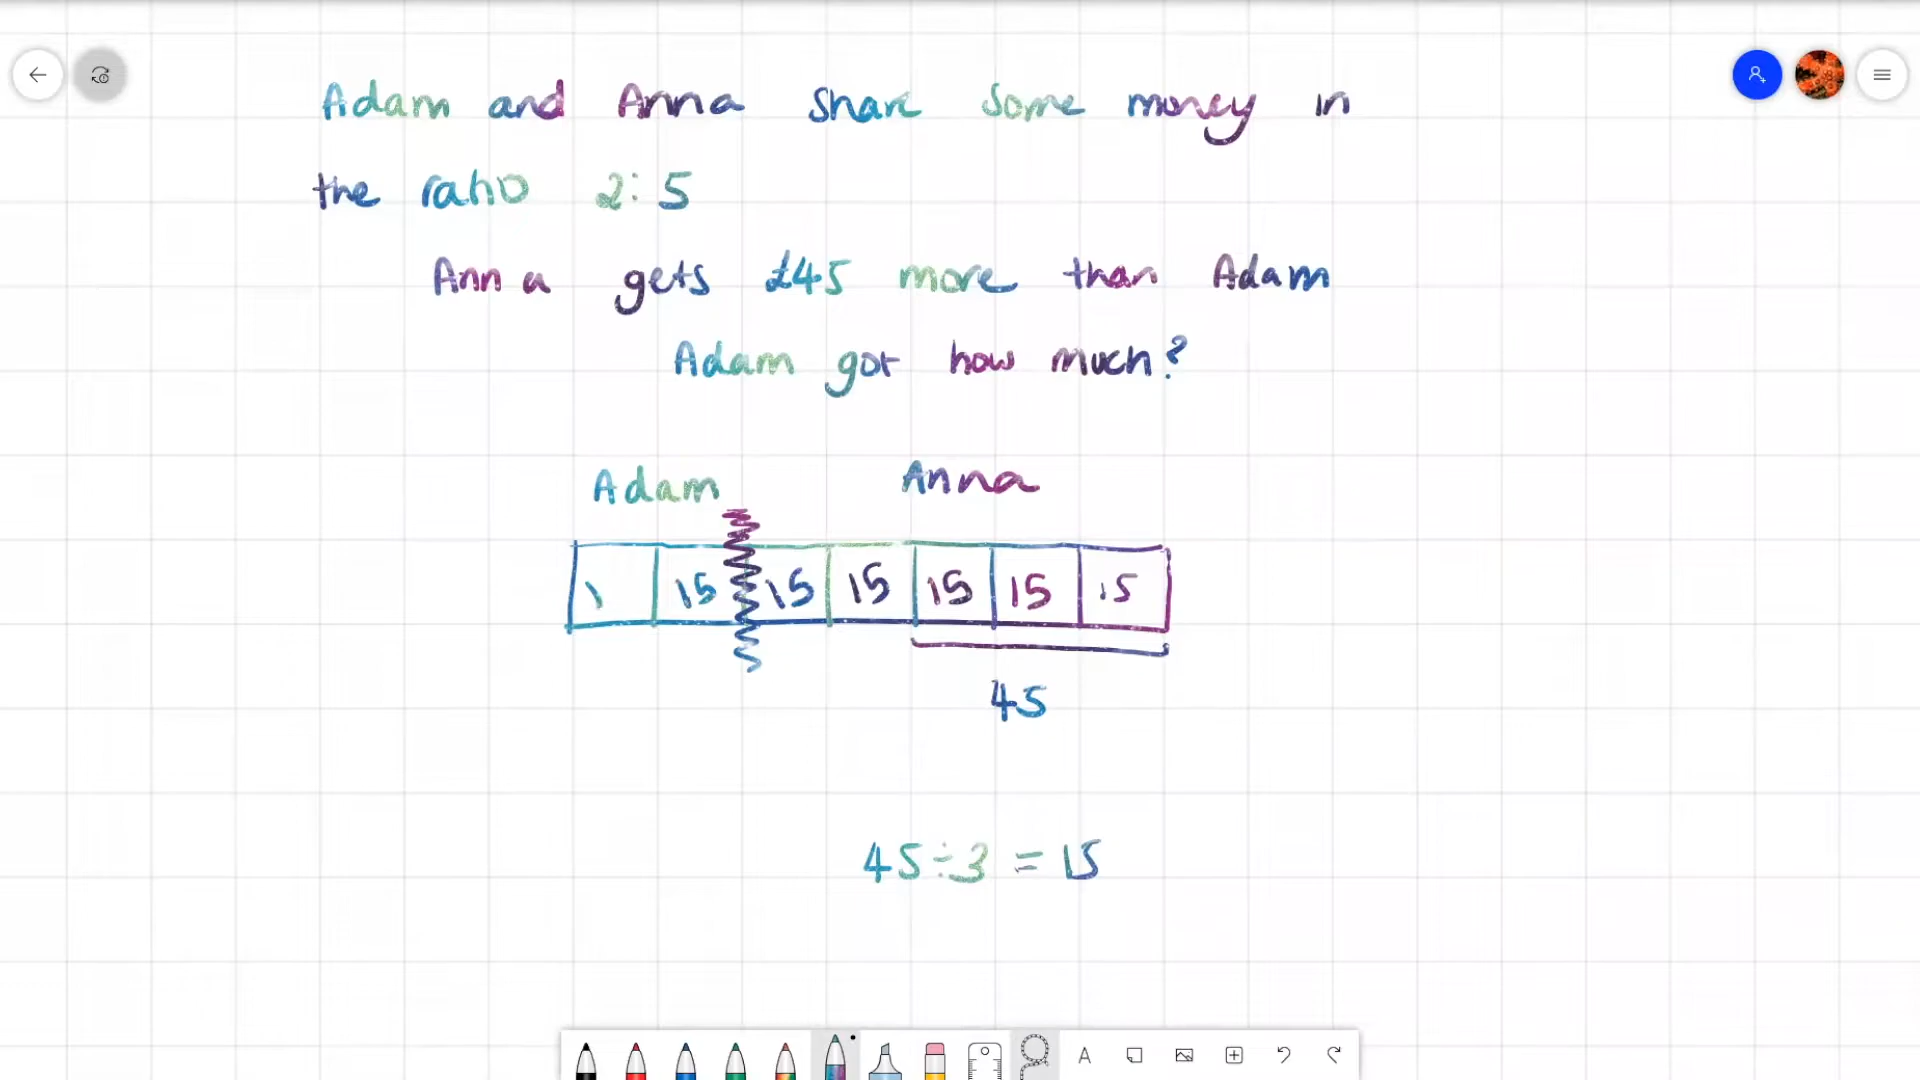 Adam and Anna share some money in
the ratio 2:5
Anna gets £45 more than Adam
Adam got how much?
Adam Anna
1 15 15 15 15 15 15
45
45÷3 = 15
A